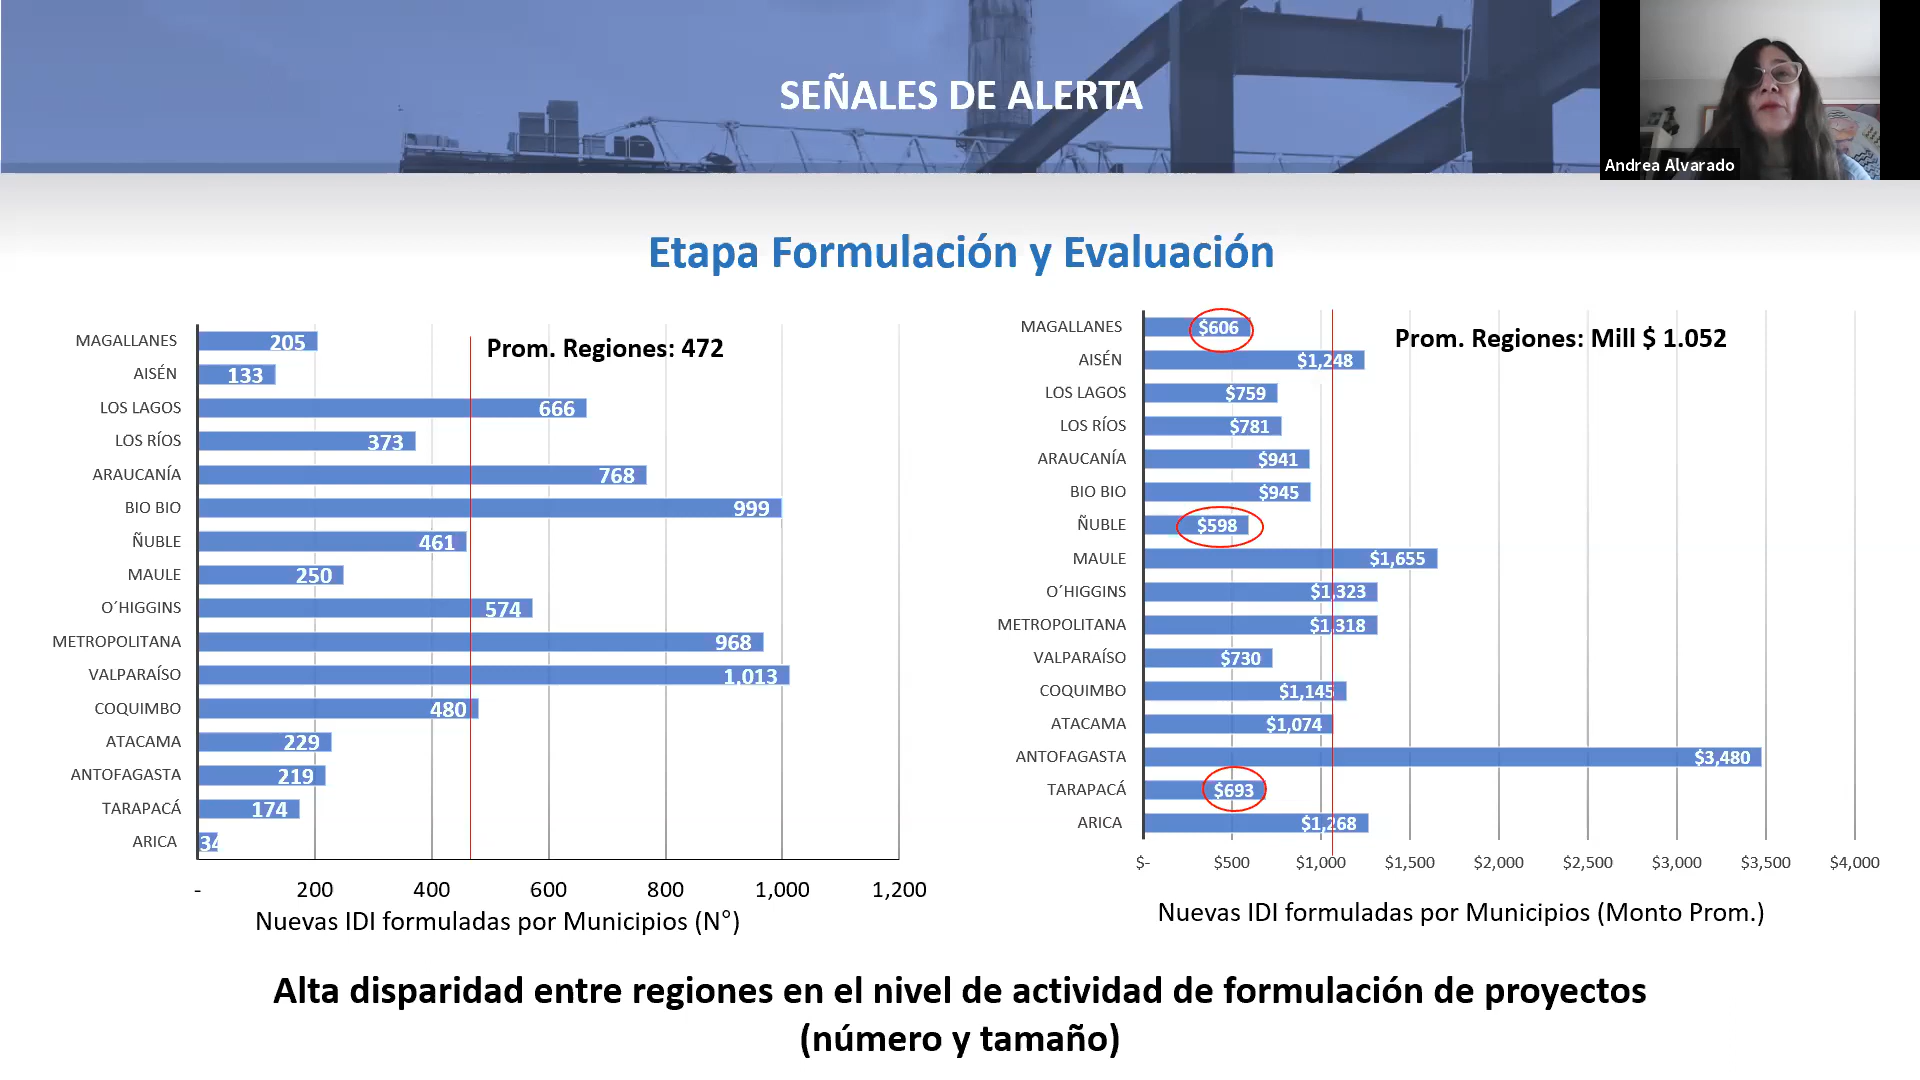 SEÑALES DE ALERTA
Andrea Alvarado
Etapa Formulación y Evaluación
Prom. Regiones: 472
MAGALLANES 205
AISÉN 133
LOS LAGOS 666
LOS RÍOS 373
ARAUCANÍA 768
BIO BIO 999
ÑUBLE 461
MAULE 250
O´HIGGINS 574
METROPOLITANA 968
VALPARAÍSO 1.013
COQUIMBO 480
ATACAMA 229
ANTOFAGASTA 219
TARAPACÁ 174
ARICA 34
- 200 400 600 800 1,000 1,200
Nuevas IDI formuladas por Municipios (N°)
Prom. Regiones: Mill $ 1.052
MAGALLANES $606
AISÉN $1,248
LOS LAGOS $759
LOS RÍOS $781
ARAUCANÍA $941
BIO BIO $945
ÑUBLE $598
MAULE $1,655
O´HIGGINS $1,323
METROPOLITANA $1,318
VALPARAÍSO $730
COQUIMBO $1,145
ATACAMA $1,074
ANTOFAGASTA $3,480
TARAPACÁ $693
ARICA $1,268
$- $500 $1,000 $1,500 $2,000 $2,500 $3,000 $3,500 $4,000
Nuevas IDI formuladas por Municipios (Monto Prom.)
Alta disparidad entre regiones en el nivel de actividad de formulación de proyectos
(número y tamaño)